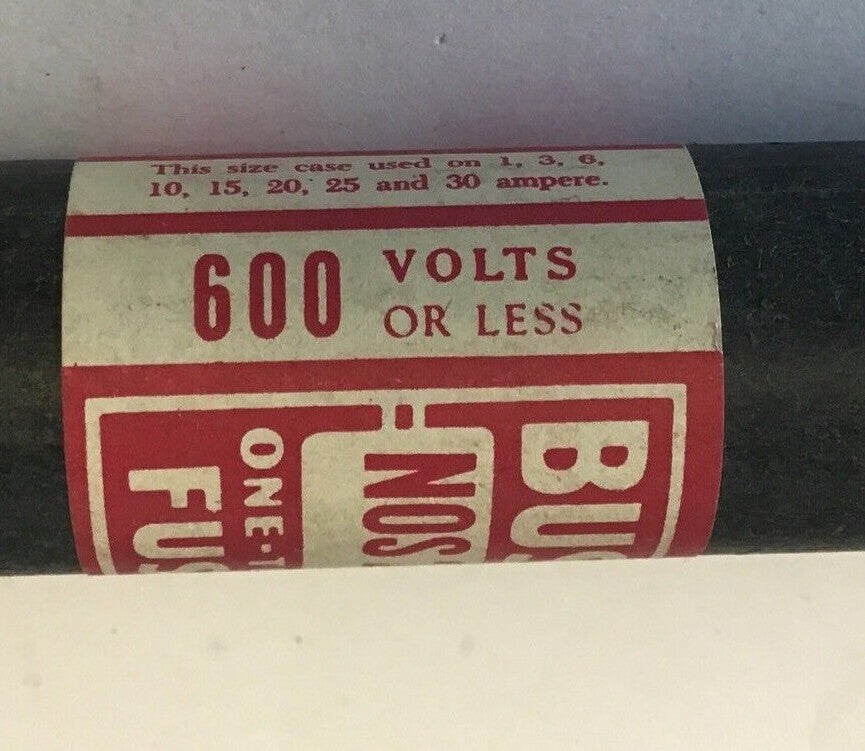 This size case used on 1, 3, 6,
10, 15, 20, 25 and 30 ampere.
600 VOLTS
OR LESS
NOS